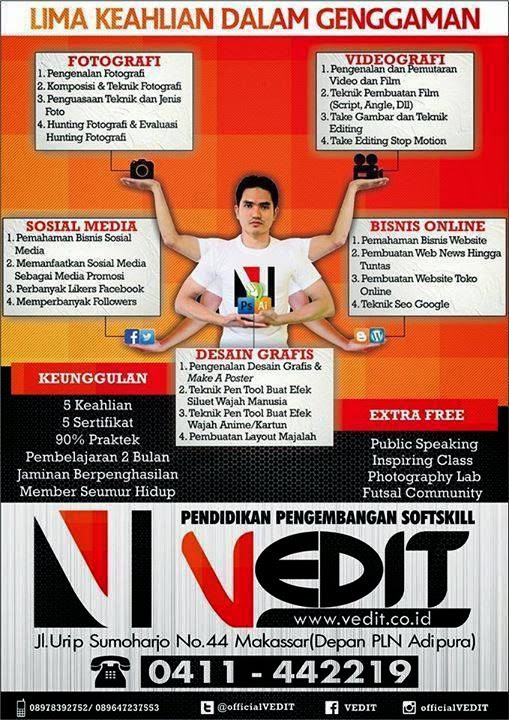 LIMA KEAHLIAN DALAM GENGGAMAN
FOTOGRAFI
1. Pengenalan Fotografi
2. Komposisi & Teknik Fotografi
3. Penguasaan Teknik dan Jenis
Foto
4. Hunting Fotografi & Evaluasi
Hunting Fotografi
VIDEOGRAFI
1. Pengenalan dan Pemutaran
Video dan Film
2. Teknik Pembuatan Film
(Script, Angle, Dll)
3. Take Gambar dan Teknik
Editing
4. Take Editing Stop Motion
SOSIAL MEDIA
1. Pemahaman Bisnis Sosial
Media
2. Memanfaatkan Sosial Media
Sebagai Media Promosi
3. Perbanyak Likers Facebook
4. Memperbanyak Followers
BISNIS ONLINE
1. Pemahaman Bisnis Website
2. Pembuatan Web News Hingga
Tuntas
3. Pembuatan Website Toko
Online
4. Teknik Seo Google
Ps Ai
DESAIN GRAFIS
1. Pengenalan Desain Grafis &
Make A Poster
2. Teknik Pen Tool Buat Efek
Siluet Wajah Manusia
3. Teknik Pen Tool Buat Efek
Wajah Anime/Kartun
4. Pembuatan Layout Majalah
KEUNGGULAN
5 Keahlian
5 Sertifikat
90% Praktek
Pembelajaran 2 Bulan
Jaminan Berpenghasilan
Member Seumur Hidup
EXTRA FREE
Public Speaking
Inspiring Class
Photography Lab
Futsal Community
PENDIDIKAN PENGEMBANGAN SOFTSKILL
VEDIT
www.vedit.co.id
Jl.Urip Sumoharjo No.44 Makassar(Depan PLN Adipura)
0411 - 442219
08978392752/ 089647237553
@officialVEDIT
VEDIT
officialVEDIT